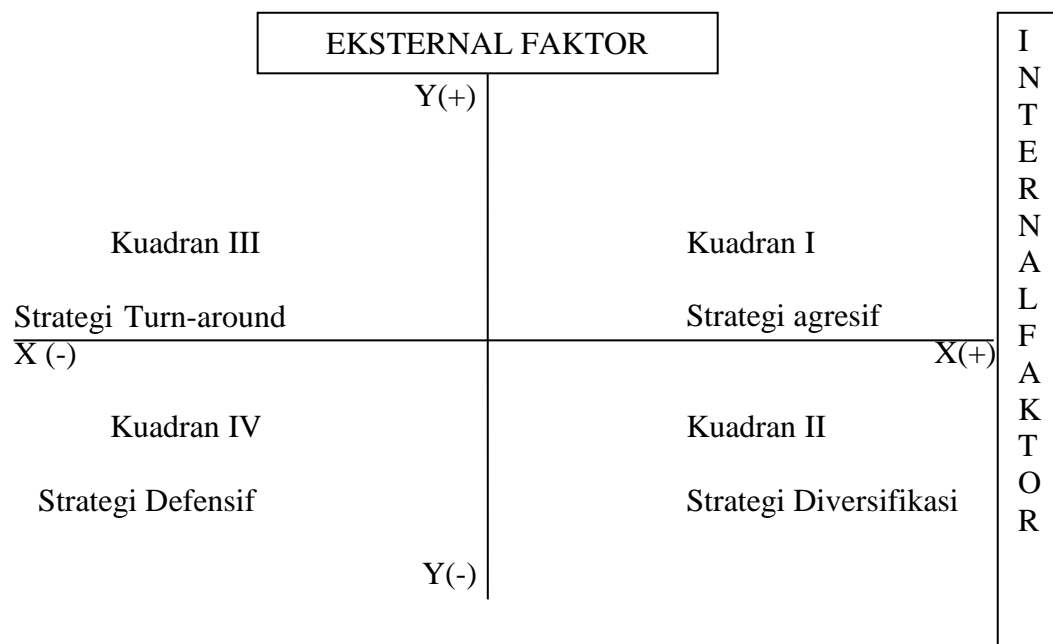 EKSTERNAL FAKTOR
Y(+)
Kuadran III
Kuadran I
Strategi Turn-around
Strategi agresif
X (-)
X(+)
Kuadran IV
Kuadran II
Strategi Defensif
Strategi Diversifikasi
Y(-)
I
N
T
E
R
N
A
L
F
A
K
T
O
R